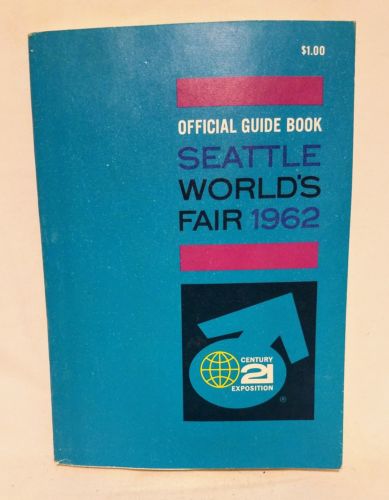 $1.00
OFFICIAL GUIDE BOOK
SEATTLE
WORLD'S
FAIR 1962
CENTURY
21
EXPOSITION
®